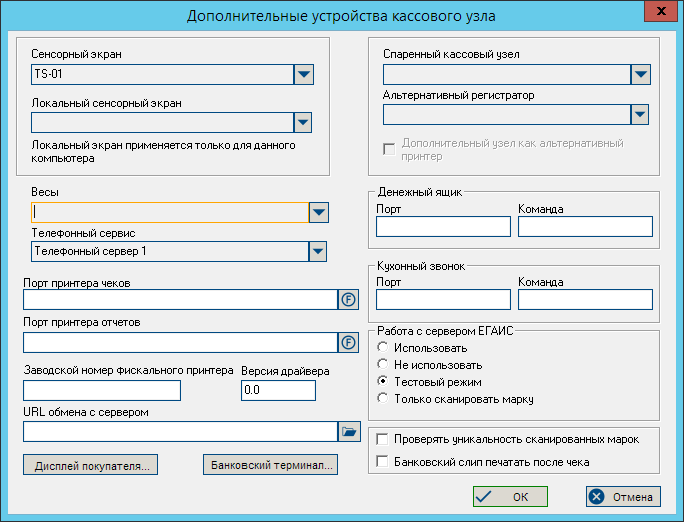 Дополнительные устройства кассового узла
x
Сенсорный экран
TS-01
Локальный сенсорный экран
Локальный экран применяется только для данного
компьютера
Спаренный кассовый узел
Альтернативный регистратор
Дополнительный узел как альтернативный
принтер
Весы
Телефонный сервис
Телефонный сервер 1
Порт принтера чеков
F
Порт принтера отчетов
F
Заводской номер фискального принтера
Версия драйвера
0.0
URL обмена с сервером
Дисплей покупателя...
Банковский терминал...
Денежный ящик
Порт
Команда
Кухонный звонок
Порт
Команда
Работа с сервером ЕГАИС
Использовать
Не использовать
Тестовый режим
Только сканировать марку
Проверять уникальность сканированных марок
Банковский слип печатать после чека
OK
Отмена